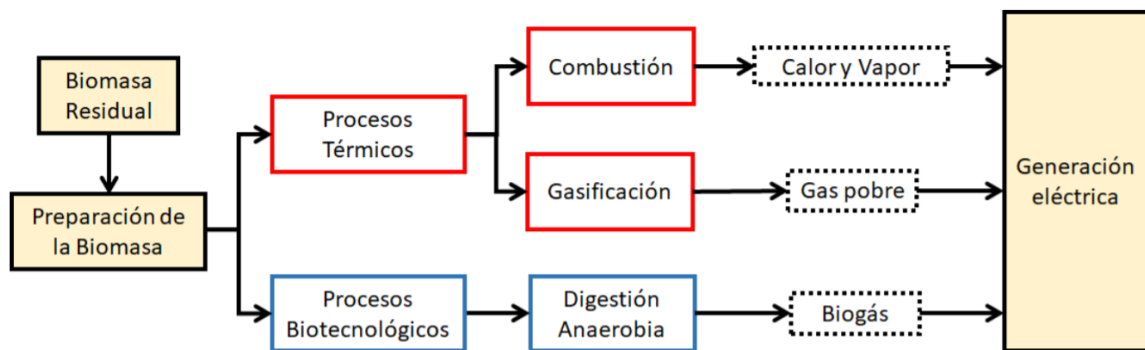 Biomasa
Residual
Preparación de
la Biomasa
Procesos
Térmicos
Combustión
Calor y Vapor
Gasificación
Gas pobre
Procesos
Biotecnológicos
Digestión
Anaerobia
Biogás
Generación
eléctrica